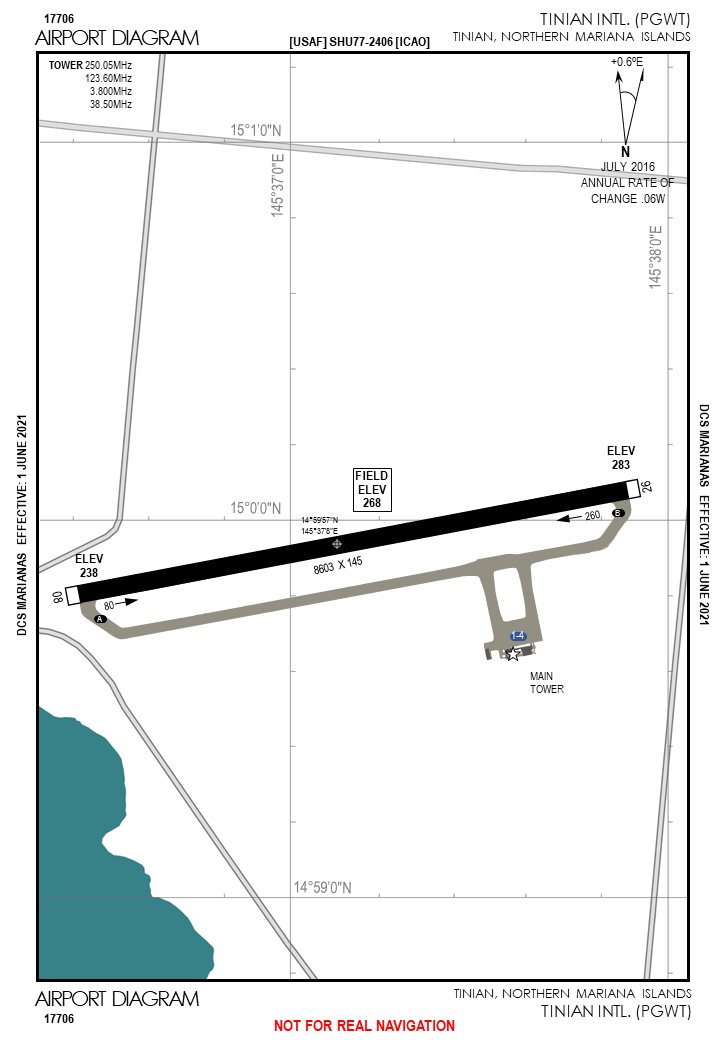 17706
AIRPORT DIAGRAM
[USAF] SHU77-2406 [ICAO]
TINIAN INTL. (PGWT)
TINIAN, NORTHERN MARIANA ISLANDS
TOWER 250.05MHz
123.60MHz
3.800MHz
38.50MHz
+0.6ºE
N
JULY 2016
ANNUAL RATE OF
CHANGE .06W
15°1'0"N
145°37'0"E
145°38'0"E
DCS MARIANAS EFFECTIVE: 1 JUNE 2021
DCS MARIANAS EFFECTIVE: 1 JUNE 2021
ELEV
283
FIELD
ELEV
268
26
15°0'0"N
14°59'57"N
145°37'8"E
260
B
ELEV
238
8603 X 145
08
80
A
1-4
MAIN
TOWER
14°59'0"N
AIRPORT DIAGRAM
17706
NOT FOR REAL NAVIGATION
TINIAN, NORTHERN MARIANA ISLANDS
TINIAN INTL. (PGWT)